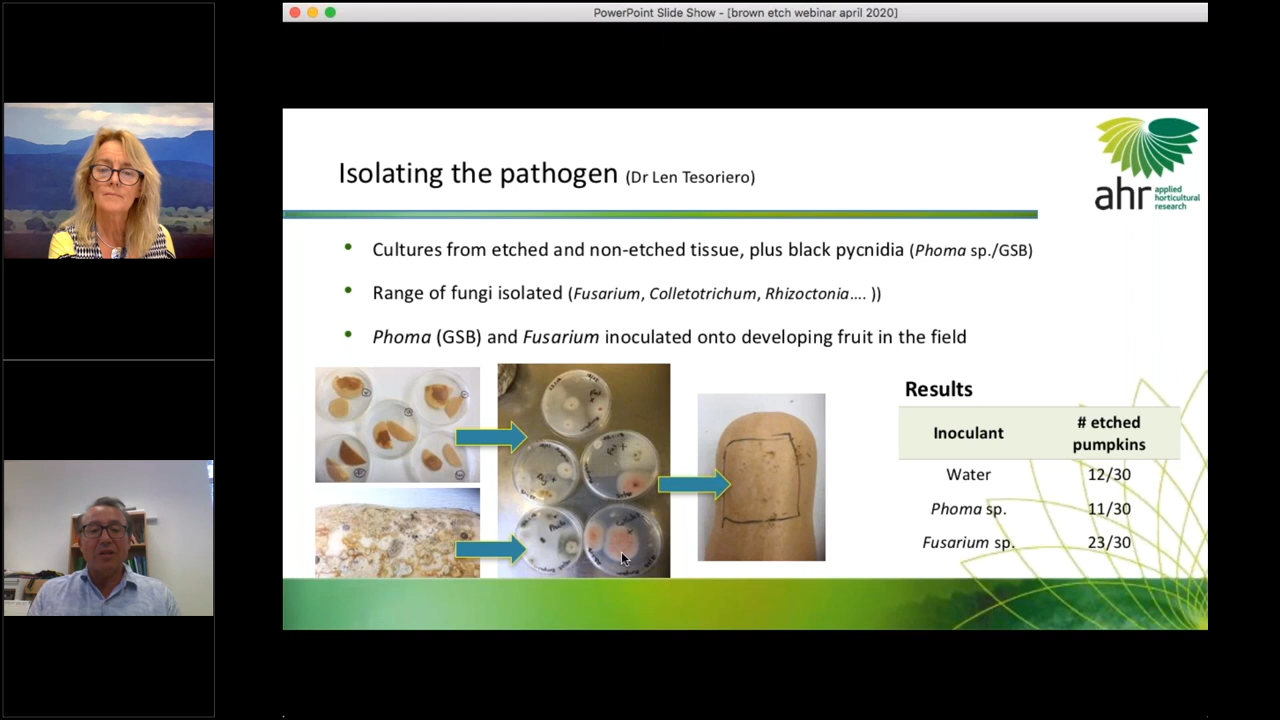 PowerPoint Slide Show - [brown etch webinar april 2020]
ahr applied
horticultural
research
Isolating the pathogen (Dr Len Tesoriero)
• Cultures from etched and non-etched tissue, plus black pycnidia (Phoma sp./GSB)
• Range of fungi isolated (Fusarium, Colletotrichum, Rhizoctonia.... ))
• Phoma (GSB) and Fusarium inoculated onto developing fruit in the field
Results
Inoculant # etched
pumpkins
Water 12/30
Phoma sp. 11/30
Fusarium sp. 23/30